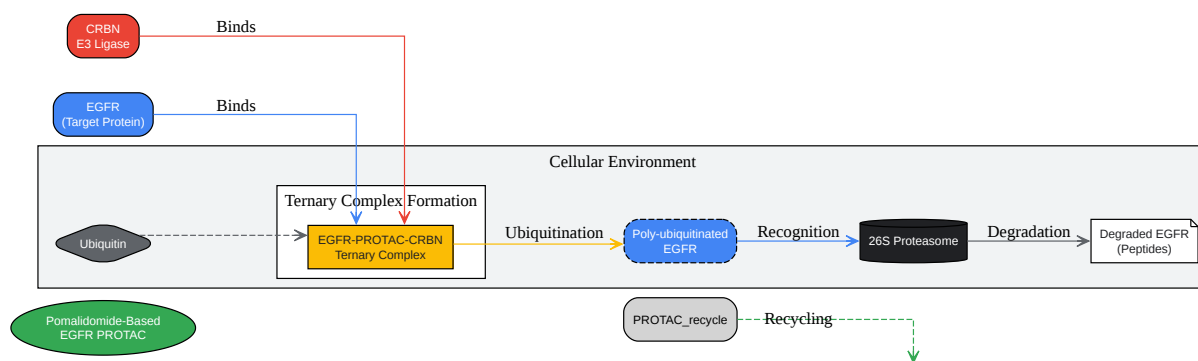 CRBN
E3 Ligase
Binds
EGFR
(Target Protein)
Binds
Cellular Environment
Ternary Complex Formation
Ubiquitin
EGFR-PROTAC-CRBN
Ternary Complex
Ubiquitination
Poly-ubiquitinated
EGFR
Recognition
26S Proteasome
Degradation
Degraded EGFR
(Peptides)
Pomalidomide-Based
EGFR PROTAC
PROTAC_recycle
Recycling